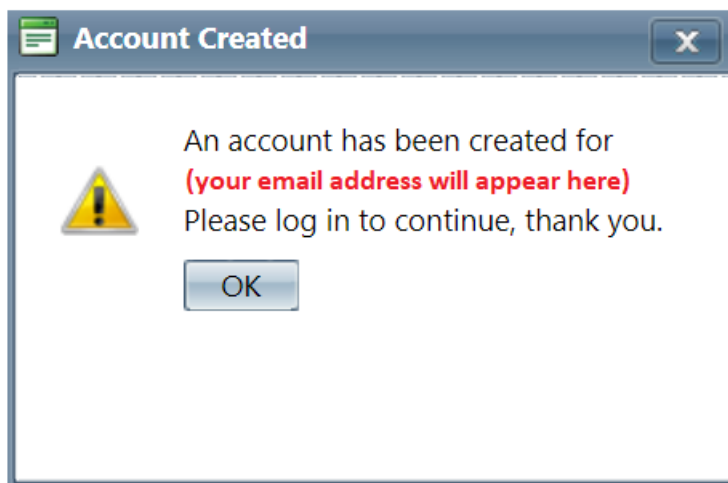 Account Created
An account has been created for
(your email address will appear here)
Please log in to continue, thank you.
OK